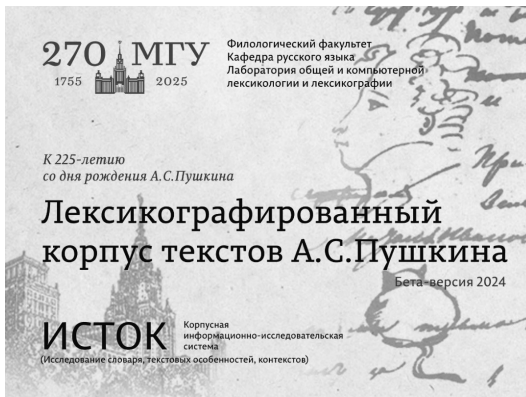 270 МГУ
1755 2025
Филологический факультет
Кафедра русского языка
Лаборатория общей и компьютерной
лексикологии и лексикографии
К 225-летию
со дня рождения А.С.Пушкина
Лексикографированный
корпус текстов А.С.Пушкина
Бета-версия 2024
ИСТОК
Корпусная
информационно-исследовательская
система
(Исследование словаря, текстовых особенностей, контекстов)